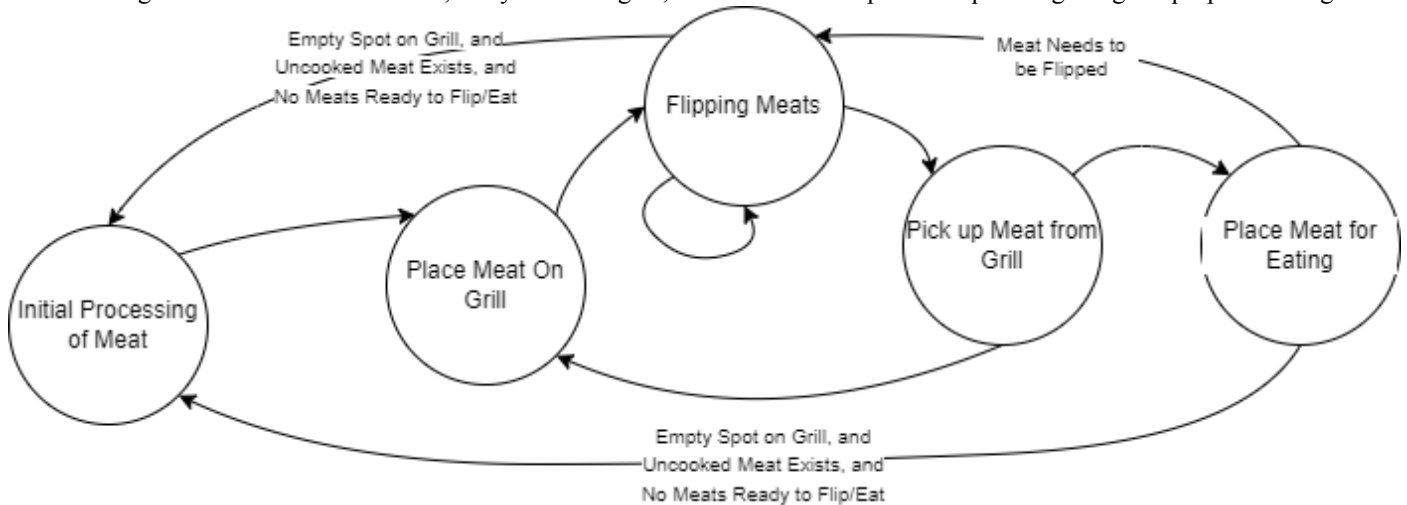 Empty Spot on Grill, and
Uncooked Meat Exists, and
No Meats Ready to Flip/Eat
Meat Needs to
be Flipped
Flipping Meats
Initial Processing
of Meat
Place Meat On
Grill
Pick up Meat from
Grill
Place Meat for
Eating
Empty Spot on Grill, and
Uncooked Meat Exists, and
No Meats Ready to Flip/Eat